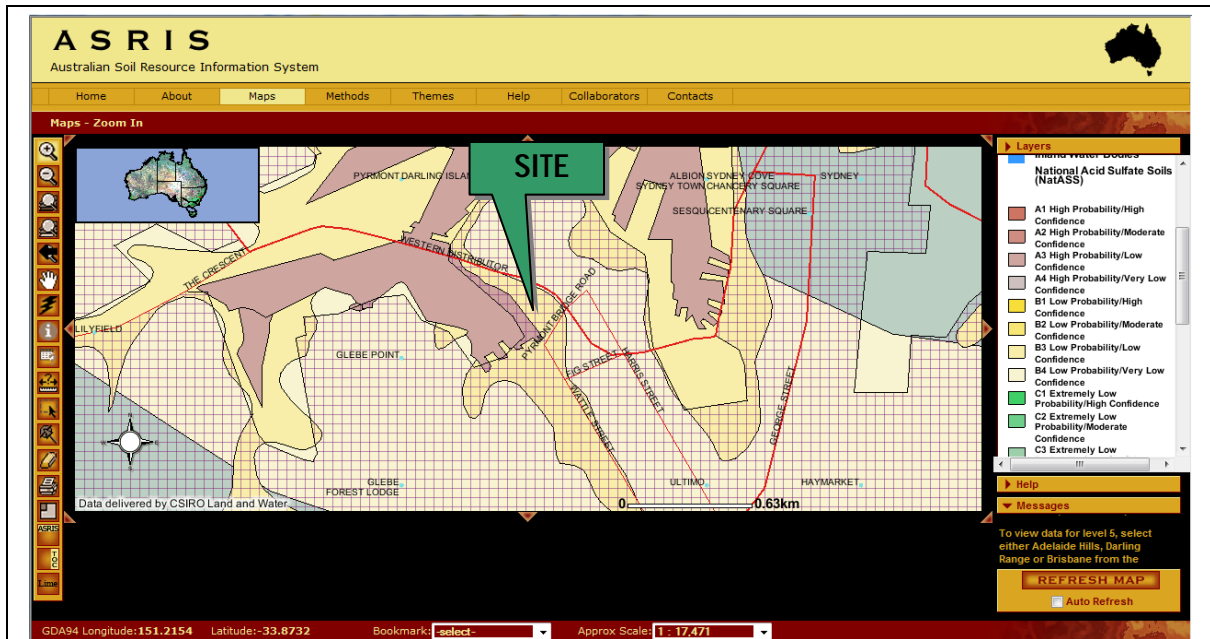 ASRIS
Australian Soil Resource Information System
Home About Maps Methods Themes Help Collaborators Contacts
Maps - Zoom In
SITE
PYRMONT DARLING ISLA
ALBION SYDNEY COVE
SYDNEY
SYDNEY TOWN CHANCERY SQUARE
SESQUICENTENARY SQUARE
WESTERN DISTRIBUTOR
THE CRESCENT
LILYFIELD
PYRMONT BRIDGE ROAD
GLEBE POINT
FIG STREET
HARRIS STREET
WATTLE STREET
GEORGE STREET
N
GLEBE
FOREST LODGE
ULTIMO
HAYMARKET
Data delivered by CSIRO Land and Water
0 0.63km
Layers
Inland Water Bodies
National Acid Sulfate Soils
(NatASS)
A1 High Probability/High
Confidence
A2 High Probability/Moderate
Confidence
A3 High Probability/Low
Confidence
A4 High Probability/Very Low
Confidence
B1 Low Probability/High
Confidence
B2 Low Probability/Moderate
Confidence
B3 Low Probability/Low
Confidence
B4 Low Probability/Very Low
Confidence
C1 Extremely Low
Probability/High Confidence
C2 Extremely Low
Probability/Moderate
Confidence
C3 Extremely Low
Help
Messages
To view data for level 5, select
either Adelaide Hills, Darling
Range or Brisbane from the
REFRESH MAP
Auto Refresh
ASRIS
TOC
Lime
GDA94 Longitude:151.2154 Latitude:-33.8732 Bookmark: -select- Approx Scale: 1 : 17,471